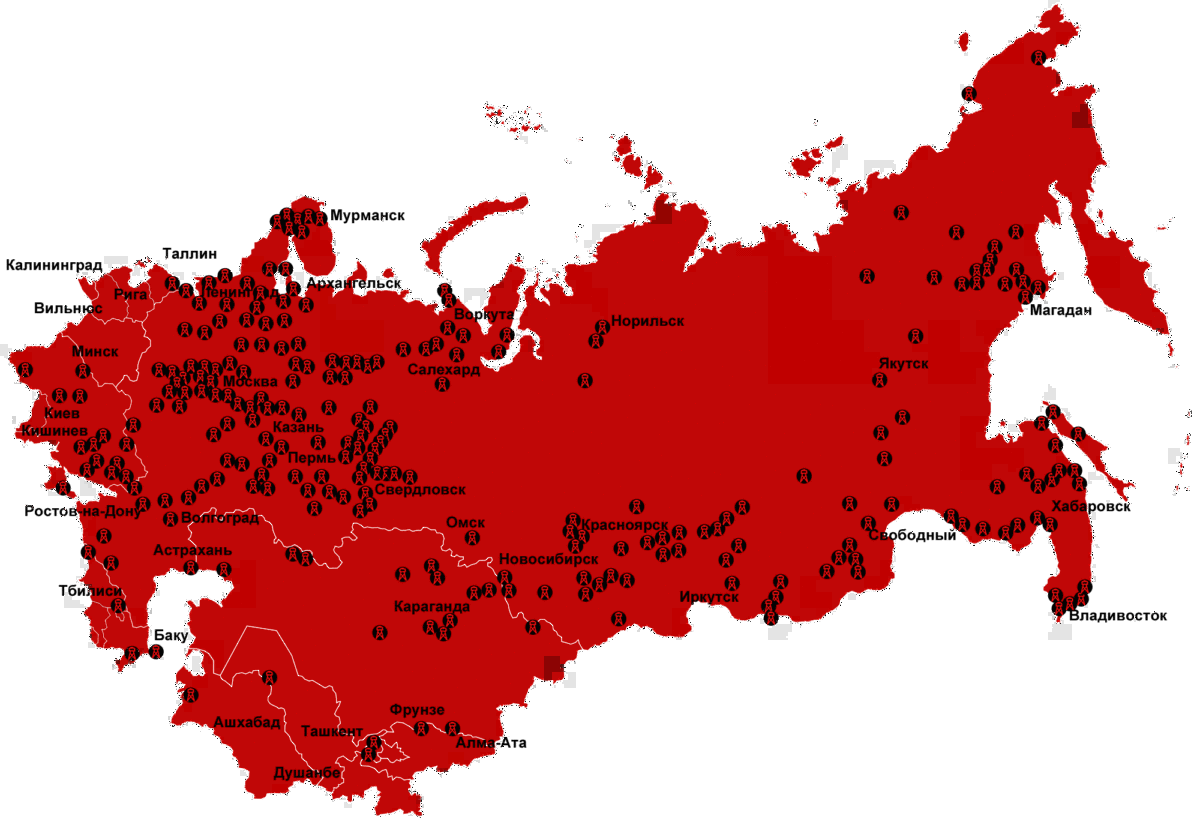 Мурманск
Таллин
Калининград
Архангельск
Рига
Ленинград
Вильнюс
Воркута
Магадан
Норильск
Минск
Якутск
Салехард
Москва
Киев
Казань
Кишинев
Пермь
Свердловск
Ростов-на-Дону
Хабаровск
Волгоград
Омск
Красноярск
Свободный
Астрахань
Новосибирск
Тбилиси
Иркутск
Караганда
Владивосток
Баку
Фрунзе
Ашхабад
Ташкент
Алма-Ата
Душанбе